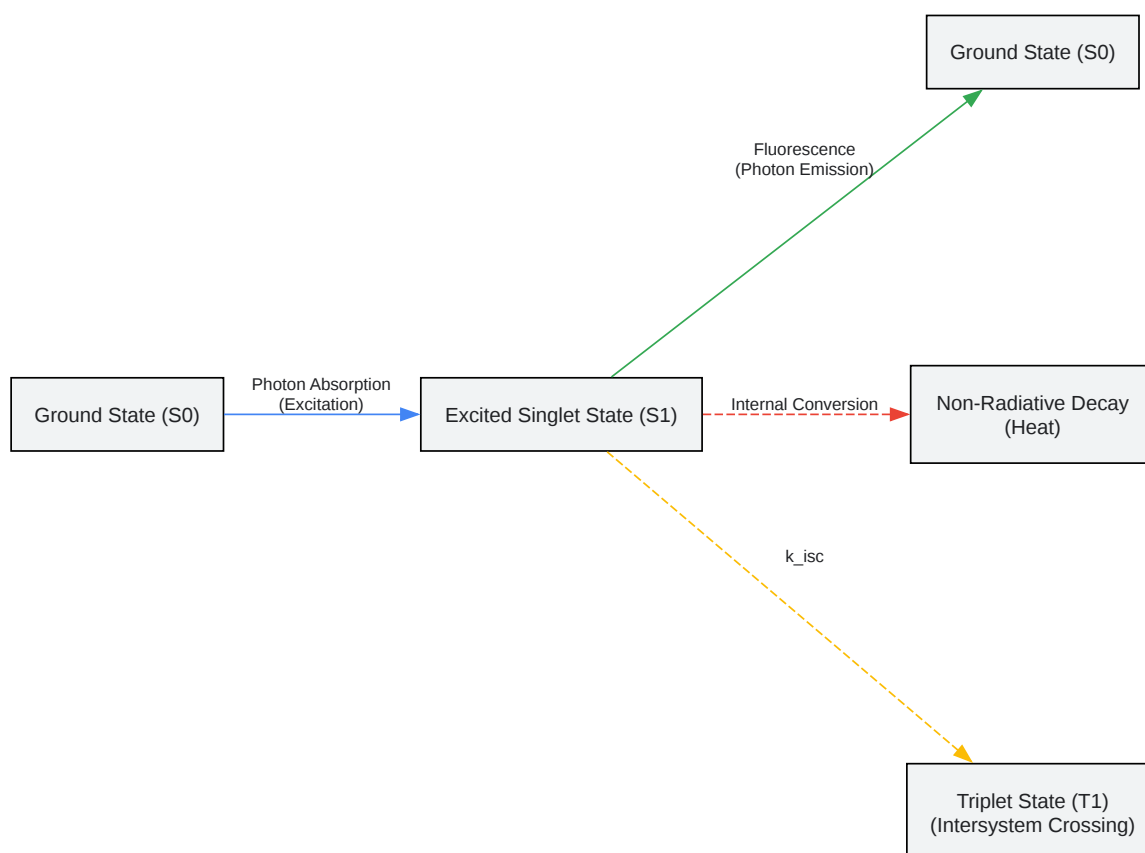 Ground State (S0)
Fluorescence
(Photon Emission)
Ground State (S0)
Photon Absorption
(Excitation)
Excited Singlet State (S1)
Internal Conversion
Non-Radiative Decay
(Heat)
k_isc
Triplet State (T1)
(Intersystem Crossing)